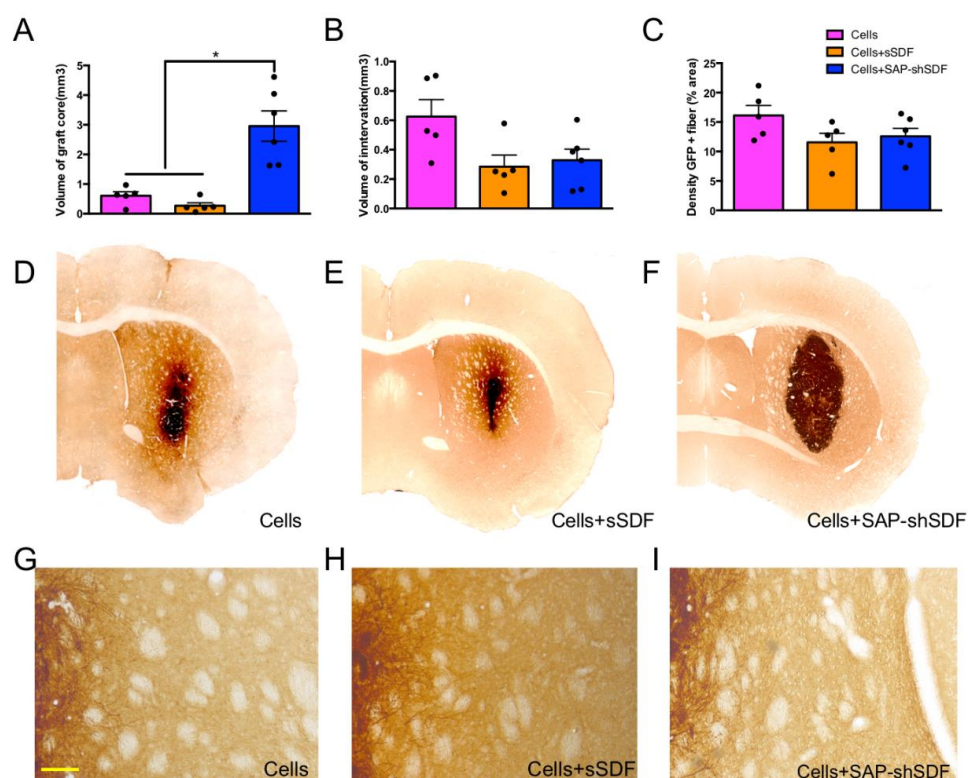 A
B
C
Cells
Cells+sSDF
Cells+SAP-shSDF
*
Volume of graft core(mm3)
5
4
3
2
1
0
Volume of inntervation(mm3)
1.0
0.8
0.6
0.4
0.2
0.0
Density GFP + fiber (% area)
25
20
15
10
5
0
D
E
F
Cells
Cells+sSDF
Cells+SAP-shSDF
G
H
I
Cells
Cells+sSDF
Cells+SAP-shSDF